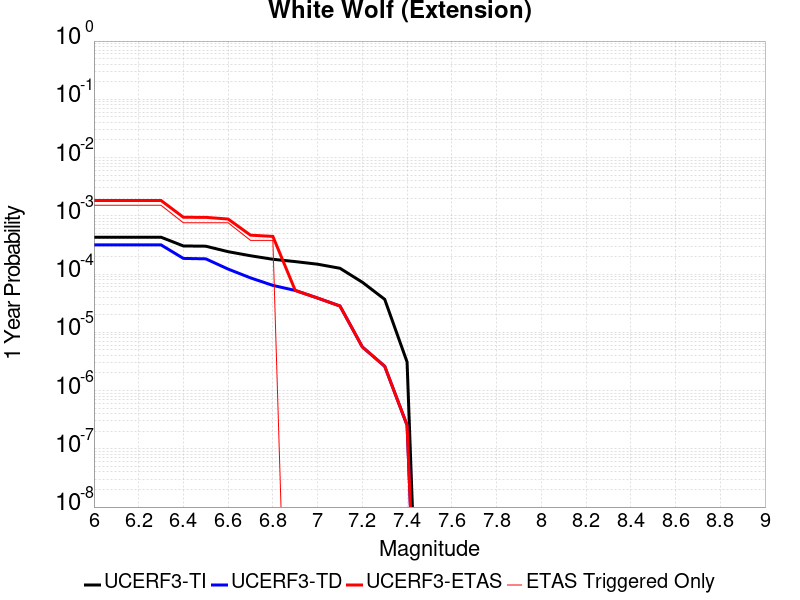 White Wolf (Extension)
10^0
10^-1
10^-2
10^-3
10^-4
10^-5
10^-6
10^-7
10^-8
1 Year Probability
6 6.2 6.4 6.6 6.8 7 7.2 7.4 7.6 7.8 8 8.2 8.4 8.6 8.8 9
Magnitude
UCERF3-TI UCERF3-TD UCERF3-ETAS ETAS Triggered Only